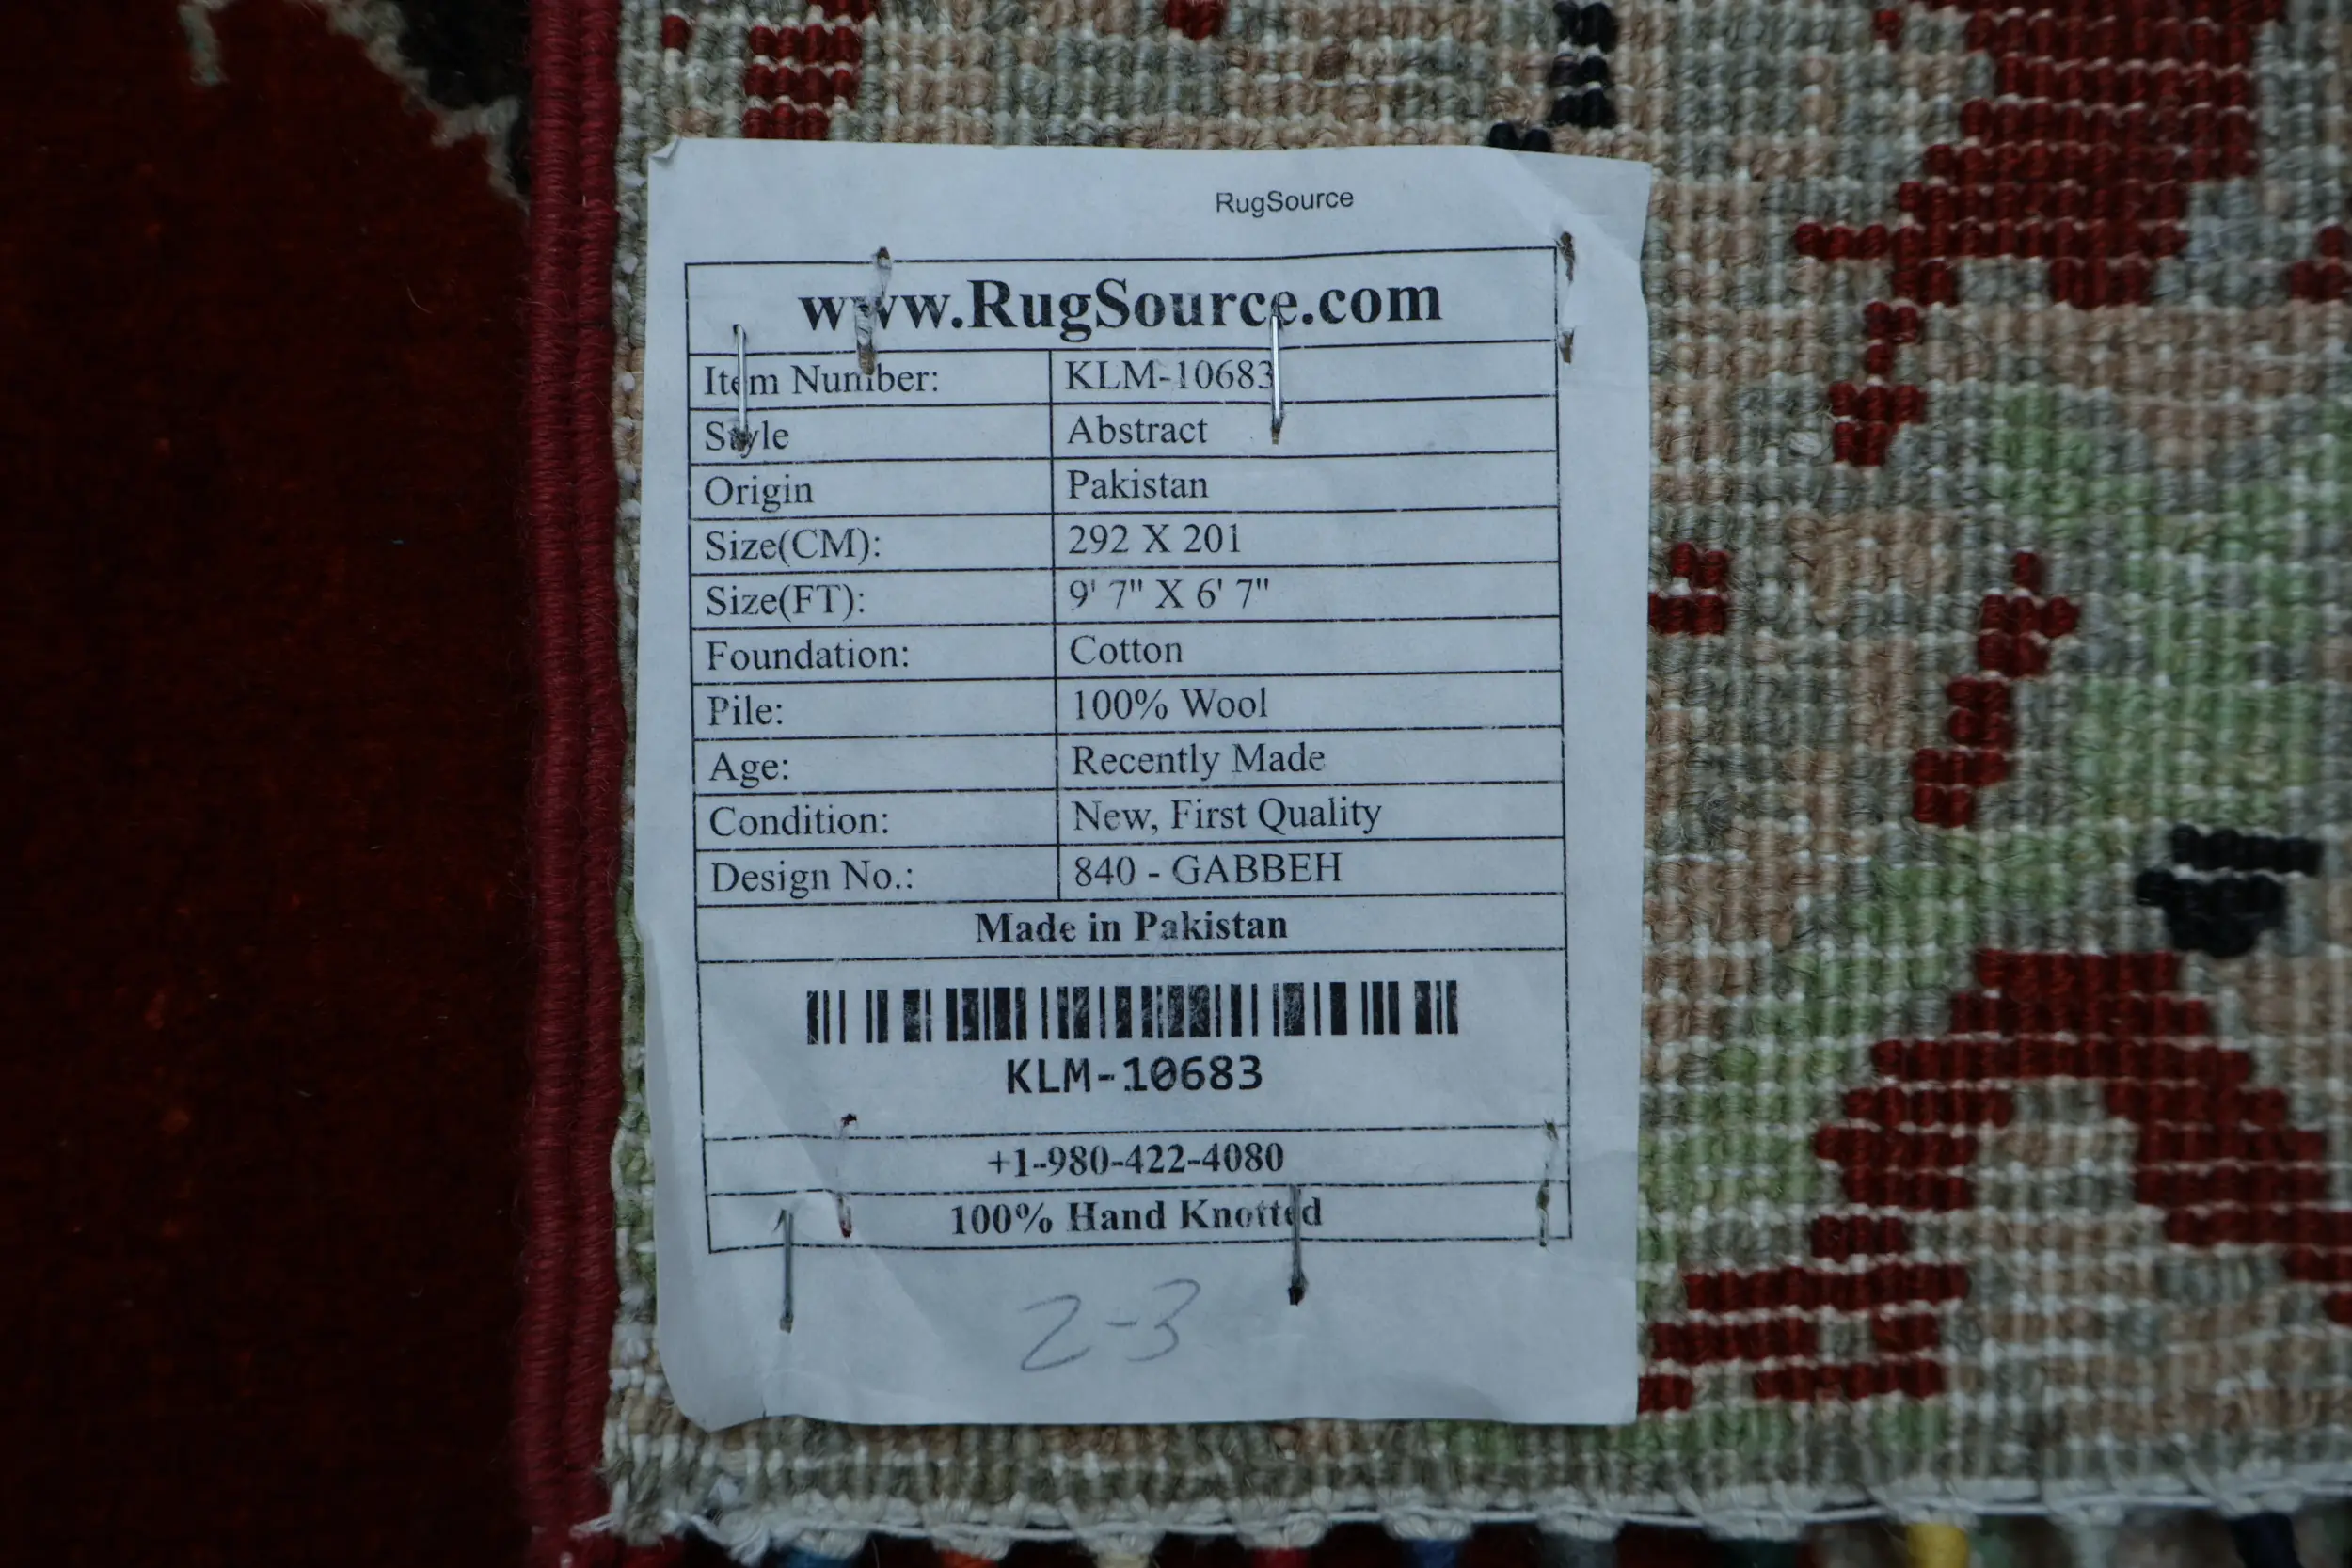 RugSource
www.RugSource.com
Item Number: KLM-10683
Style Abstract
Origin Pakistan
Size(CM): 292 X 201
Size(FT): 9' 7" X 6' 7"
Foundation: Cotton
Pile: 100% Wool
Age: Recently Made
Condition: New, First Quality
Design No.: 840 - GABBEH
Made in Pakistan
KLM-10683
+1-980-422-4080
100% Hand Knotted
2-3